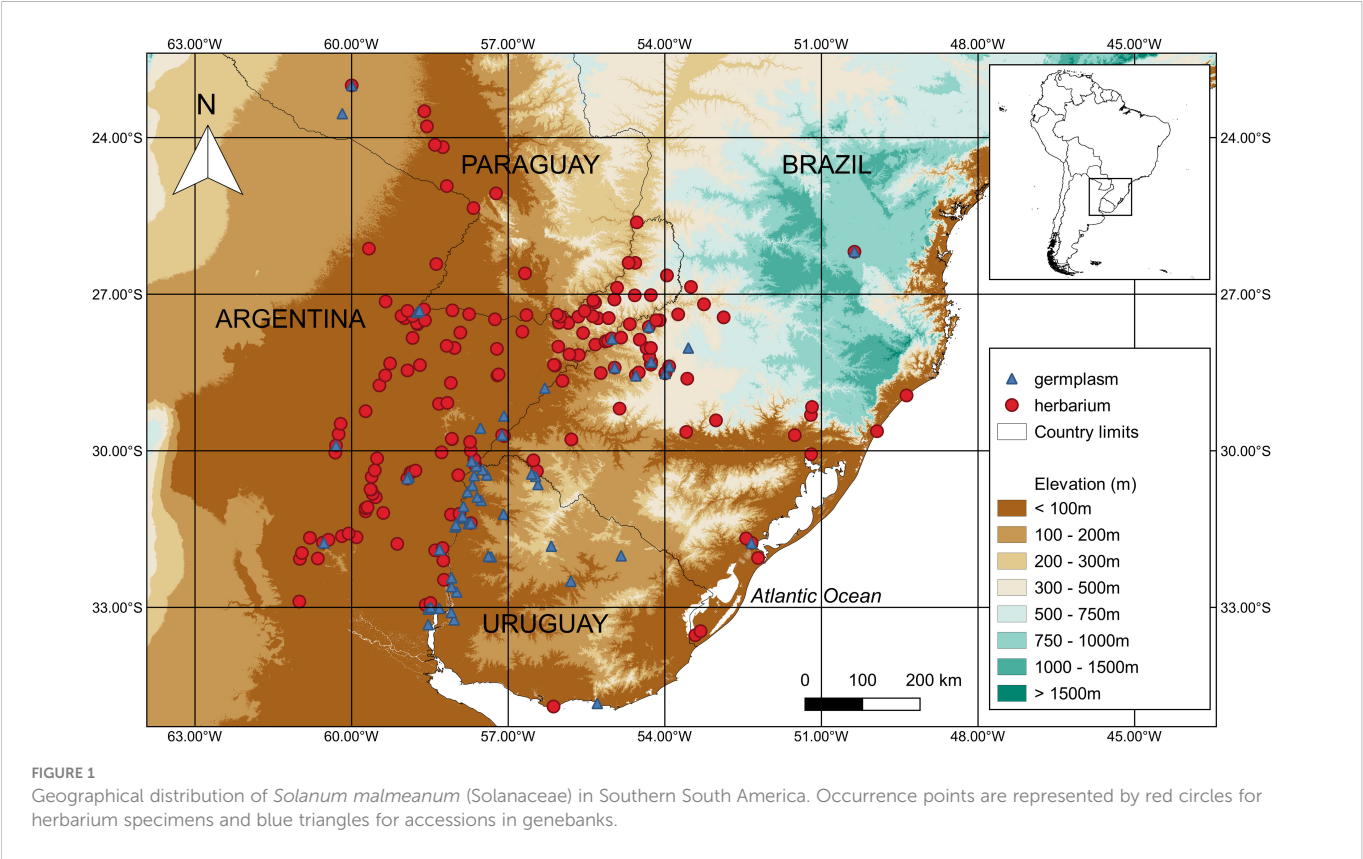 63.00°W 60.00°W 57.00°W 54.00°W 51.00°W 48.00°W 45.00°W
N
24.00°S 24.00°S
PARAGUAY BRAZIL
27.00°S 27.00°S
ARGENTINA
germplasm
herbarium
Country limits
30.00°S 30.00°S
Elevation (m)
< 100m
100 - 200m
200 - 300m
300 - 500m
500 - 750m
750 - 1000m
1000 - 1500m
> 1500m
Atlantic Ocean
33.00°S 33.00°S
URUGUAY
0 100 200 km
63.00°W 60.00°W 57.00°W 54.00°W 51.00°W 48.00°W 45.00°W
FIGURE 1
Geographical distribution of Solanum malmeanum (Solanaceae) in Southern South America. Occurrence points are represented by red circles for
herbarium specimens and blue triangles for accessions in genebanks.